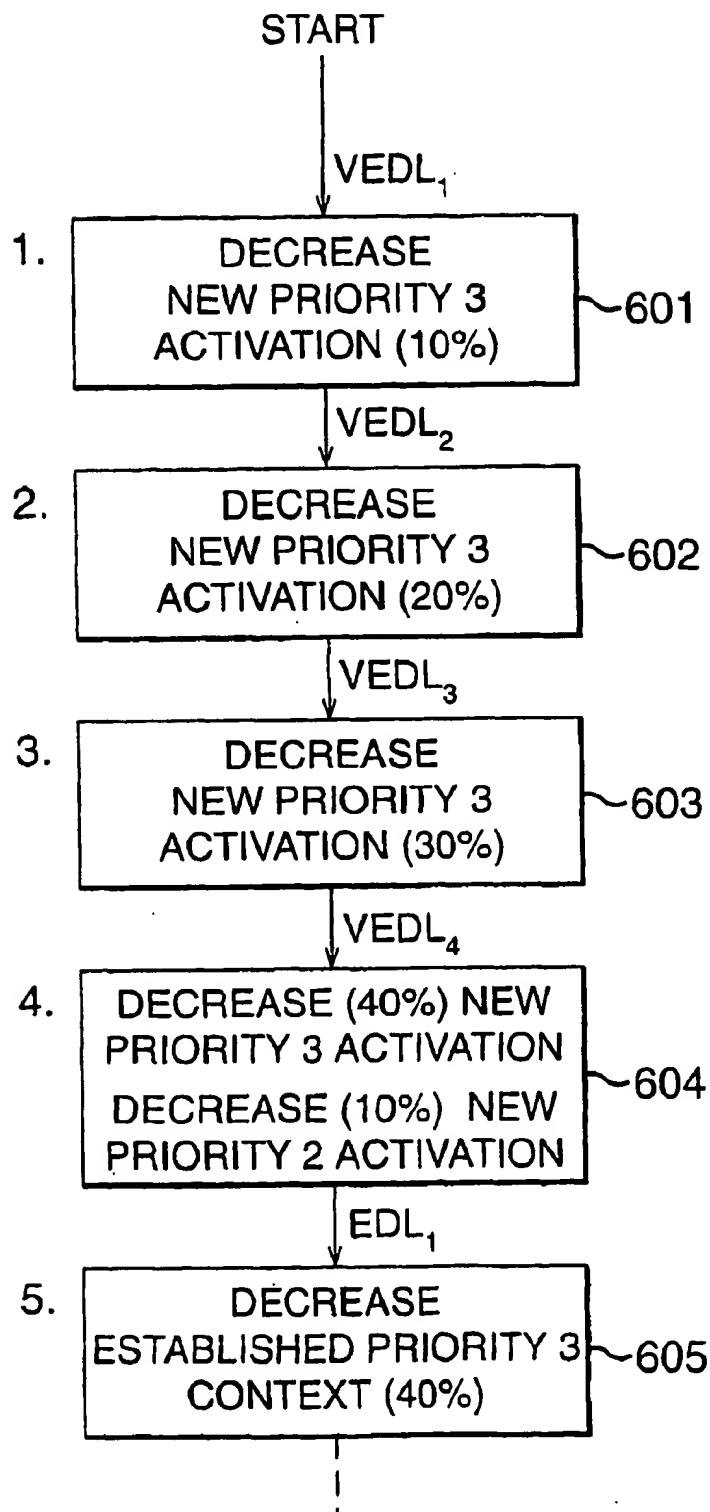 START
VEDL₁
1.
DECREASE
NEW PRIORITY 3
ACTIVATION (10%)
601
VEDL₂
2.
DECREASE
NEW PRIORITY 3
ACTIVATION (20%)
602
VEDL₃
3.
DECREASE
NEW PRIORITY 3
ACTIVATION (30%)
603
VEDL₄
4.
DECREASE (40%) NEW
PRIORITY 3 ACTIVATION
DECREASE (10%) NEW
PRIORITY 2 ACTIVATION
604
EDL₁
5.
DECREASE
ESTABLISHED PRIORITY 3
CONTEXT (40%)
605